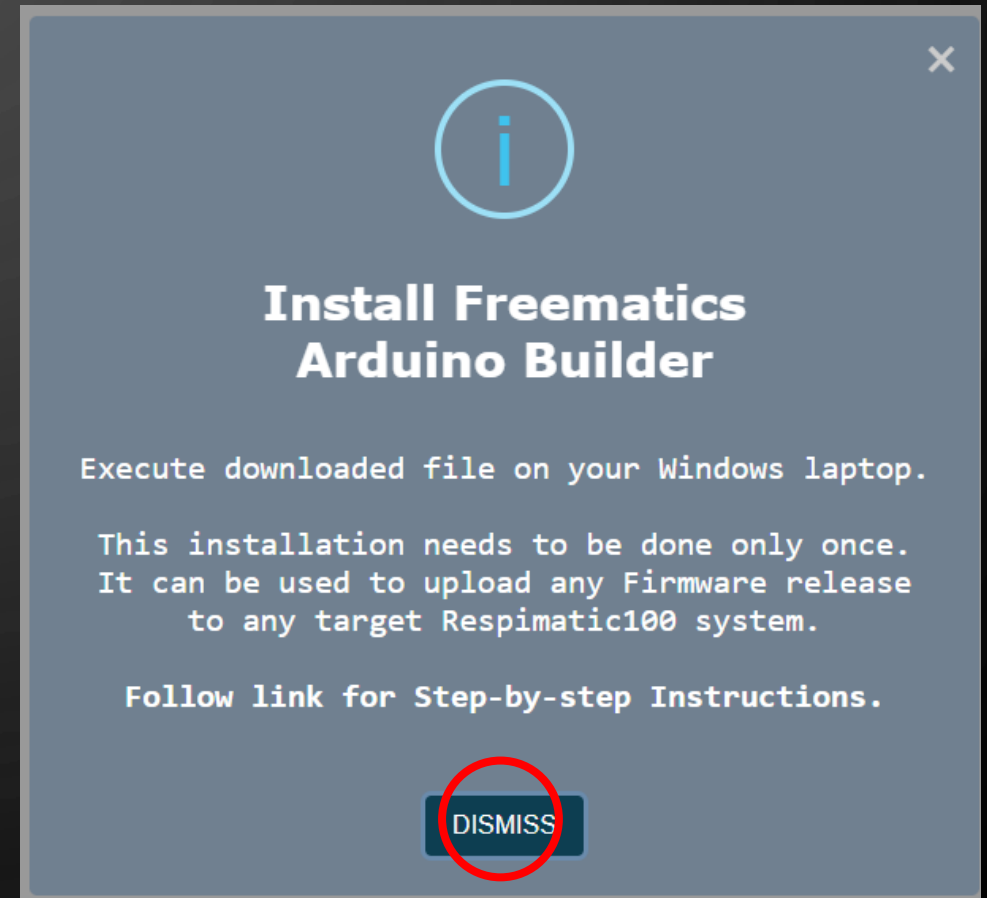 Install Freematics
Arduino Builder
Execute downloaded file on your Windows laptop.
This installation needs to be done only once.
It can be used to upload any Firmware release
to any target Respimatic100 system.
Follow link for Step-by-step Instructions.
DISMISS